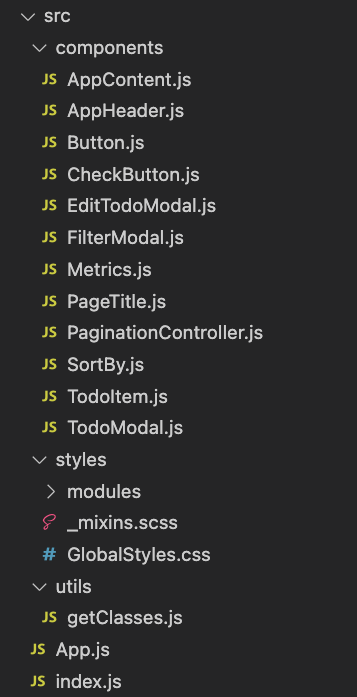 src
components
JS AppContent.js
JS AppHeader.js
JS Button.js
JS CheckButton.js
JS EditTodoModal.js
JS FilterModal.js
JS Metrics.js
JS PageTitle.js
JS PaginationController.js
JS SortBy.js
JS TodoItem.js
JS TodoModal.js
styles
modules
_mixins.scss
# GlobalStyles.css
utils
JS getClasses.js
JS App.js
JS index.js